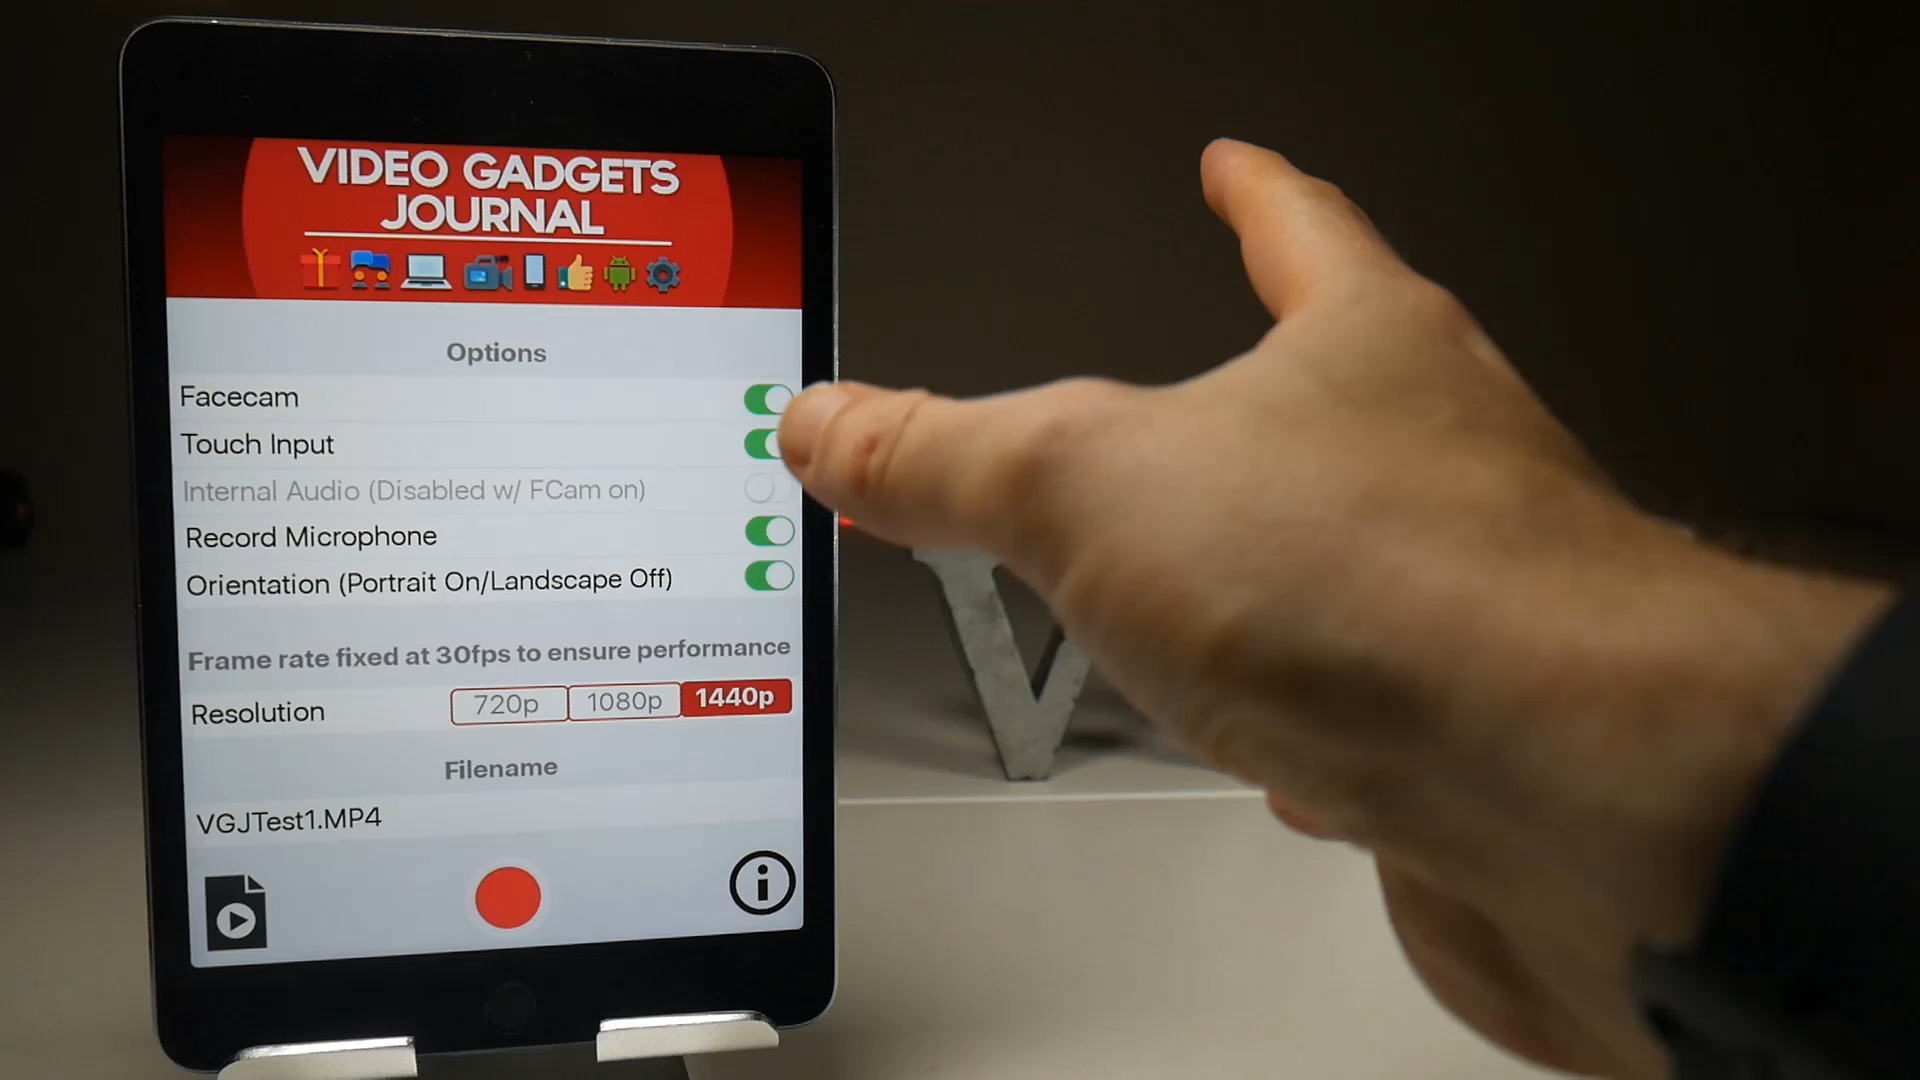 VIDEO GADGETS
JOURNAL
Options
Facecam
Touch Input
Internal Audio (Disabled w/ FCam on)
Record Microphone
Orientation (Portrait On/Landscape Off)
Frame rate fixed at 30fps to ensure performance
Resolution 720p 1080p 1440p
Filename
VGJTest1.MP4
i
V